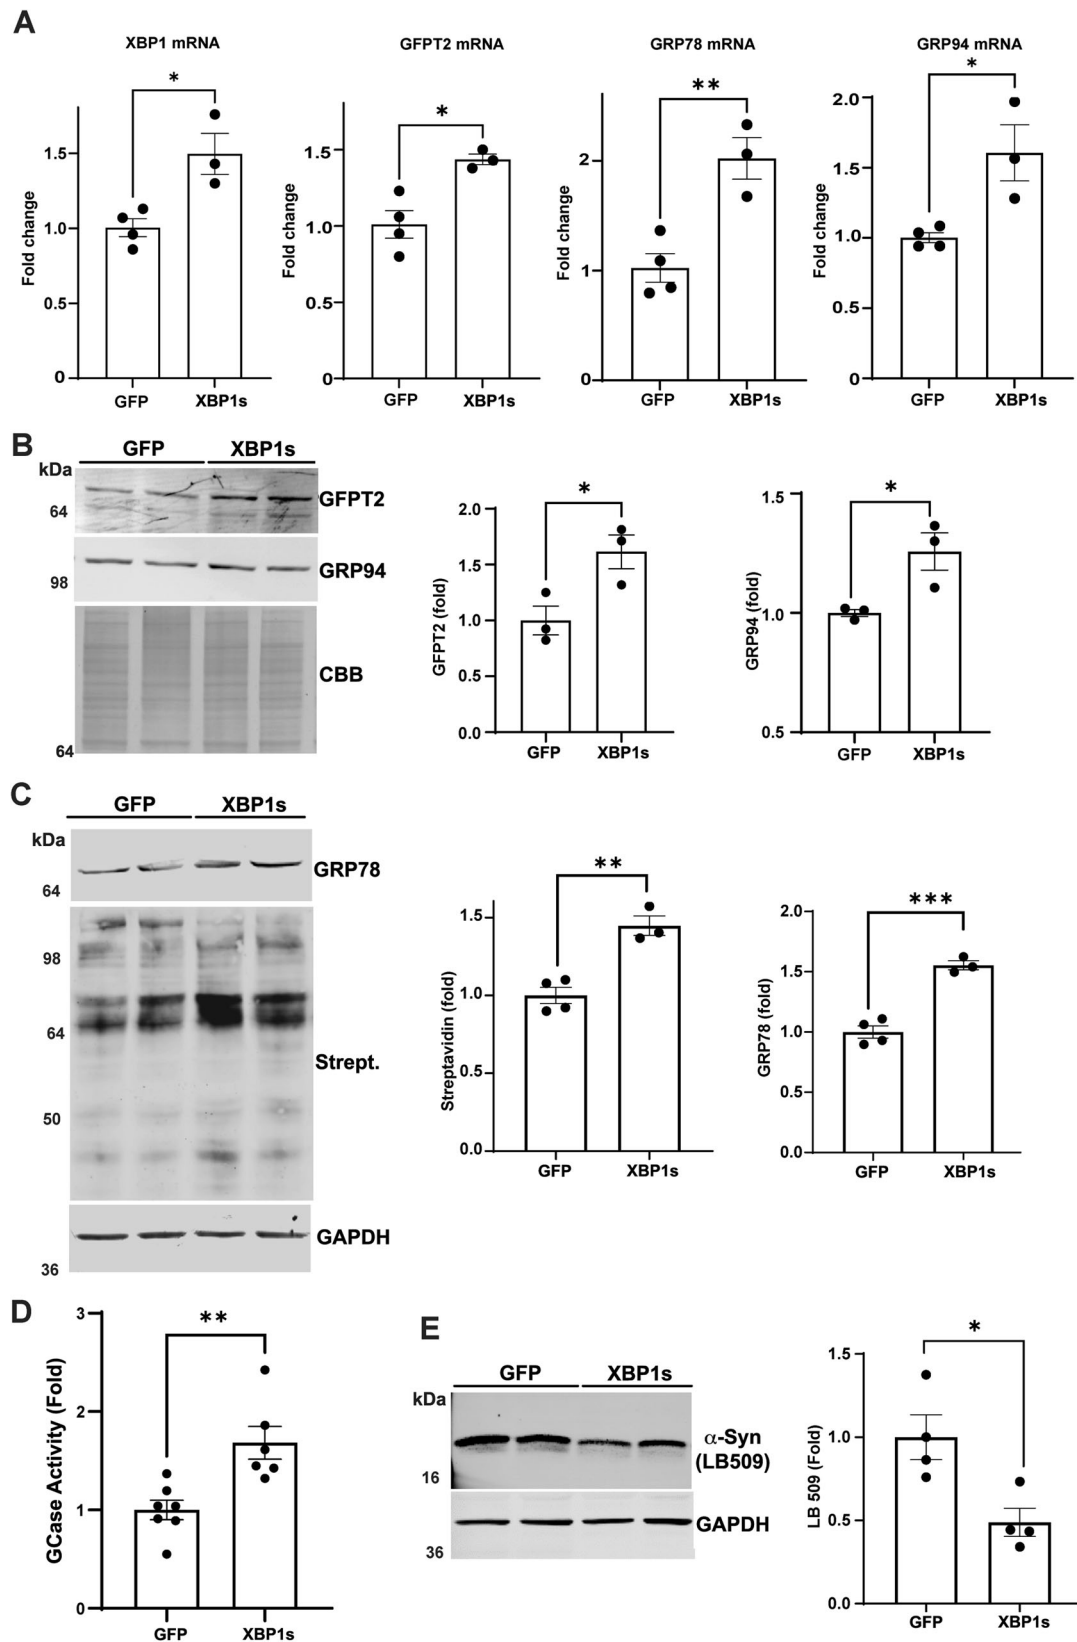 A
XBP1 mRNA
GFPT2 mRNA
GRP78 mRNA
GRP94 mRNA
*
*
**
*
Fold change
1.5
1.0
0.5
0
GFP
XBP1s
Fold change
1.5
1.0
0.5
0
GFP
XBP1s
Fold change
2
1
0
GFP
XBP1s
Fold change
2.0
1.5
1.0
0.5
0
GFP
XBP1s
B
GFP
XBP1s
kDa
64
GFPT2
98
GRP94
CBB
64
*
GFPT2 (fold)
2.0
1.5
1.0
0.5
0.0
GFP
XBP1s
*
GRP94 (fold)
1.5
1.0
0.5
GFP
XBP1s
C
GFP
XBP1s
kDa
64
GRP78
98
64
Strept.
50
GAPDH
36
**
Streptavidin (fold)
1.5
1.0
0.5
0.0
GFP
XBP1s
***
GRP78 (fold)
2.0
1.5
1.0
0.5
0.0
GFP
XBP1s
D
**
GCase Activity (Fold)
3
2
1
0
GFP
XBP1s
E
GFP
XBP1s
kDa
α-Syn
(LB509)
16
GAPDH
36
*
LB 509 (Fold)
1.5
1.0
0.5
0.0
GFP
XBP1s